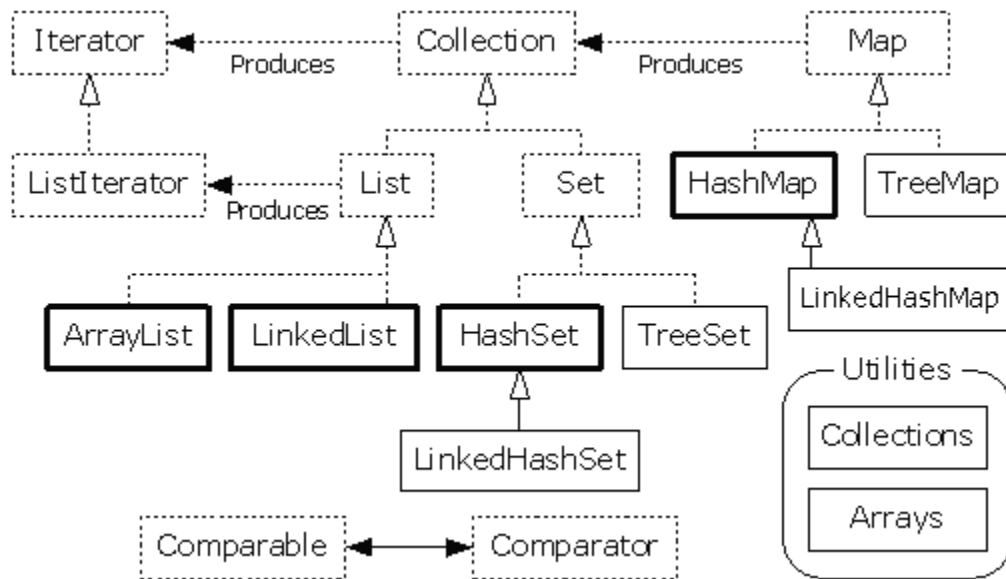 Iterator
Collection
Map
Produces
Produces
ListIterator
List
Set
HashMap
TreeMap
Produces
LinkedHashMap
ArrayList
LinkedList
HashSet
TreeSet
Utilities
Collections
LinkedHashSet
Arrays
Comparable
Comparator